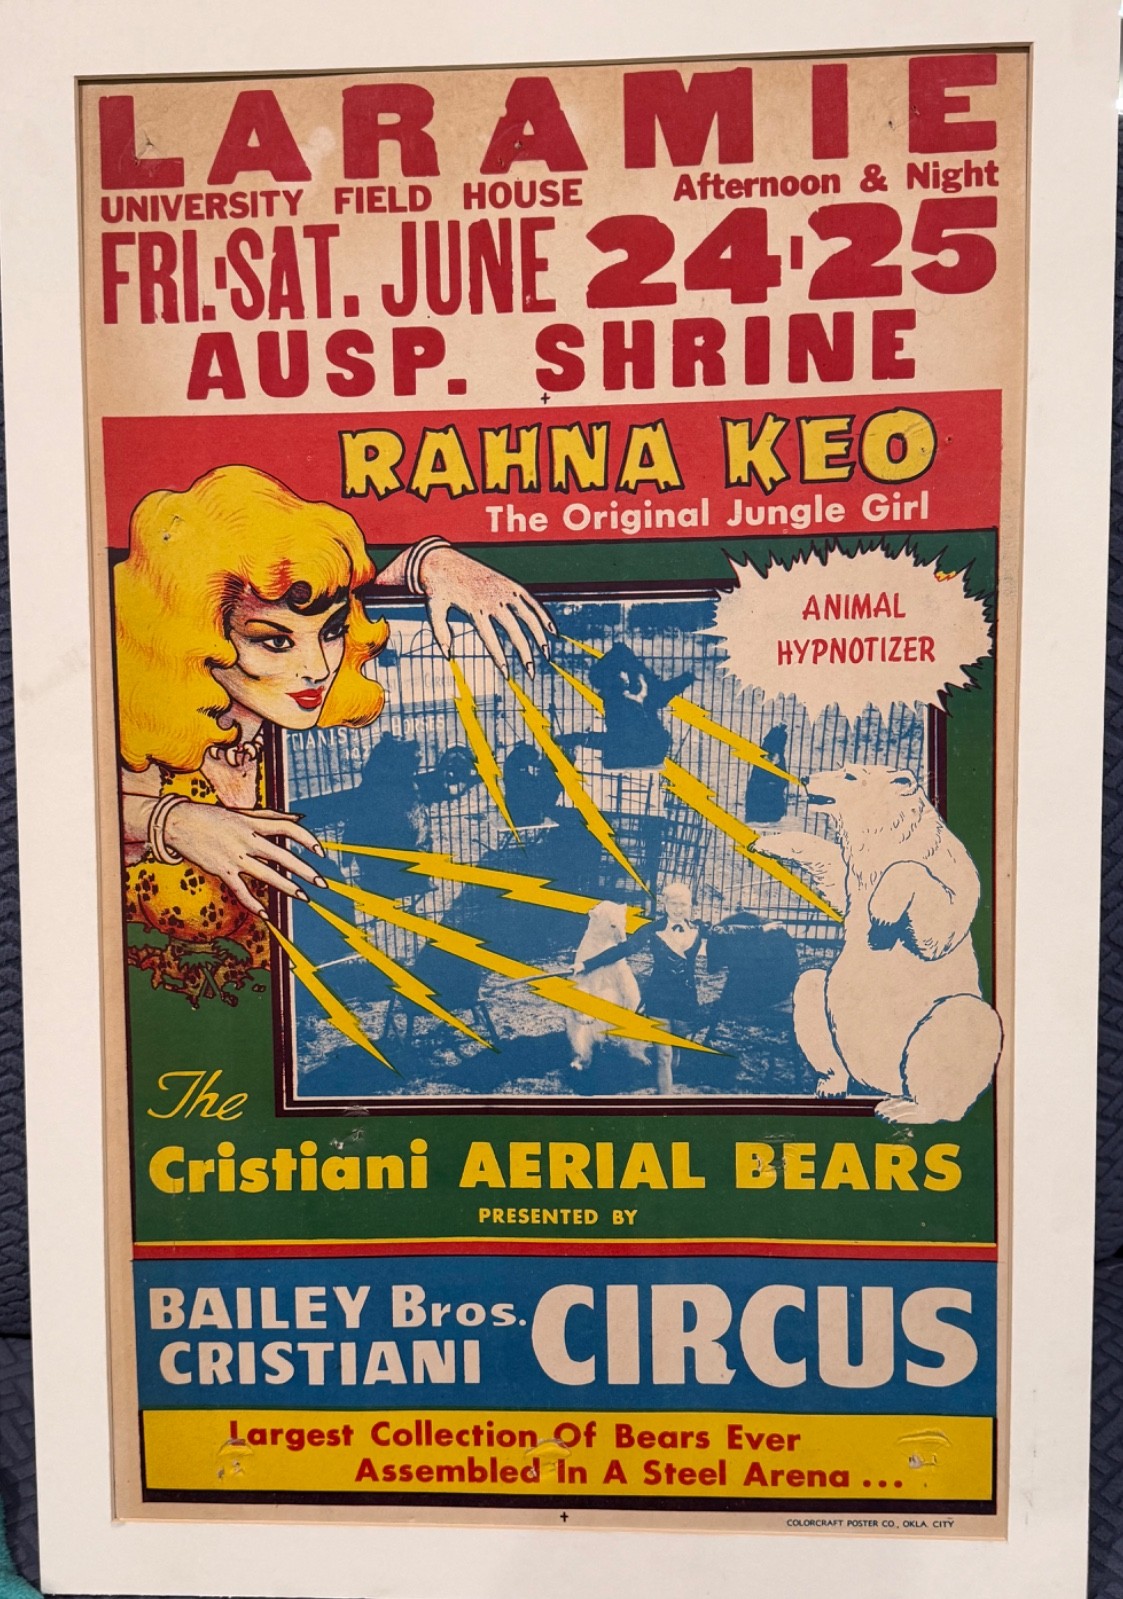 LARAMIE
UNIVERSITY FIELD HOUSE Afternoon & Night
FRI.-SAT. JUNE 24-25
AUSP. SHRINE
RAHNA KEO
The Original Jungle Girl
ANIMAL
HYPNOTIZER
HORSES
The
Cristiani AERIAL BEARS
PRESENTED BY
BAILEY Bros.
CRISTIANI
CIRCUS
Largest Collection Of Bears Ever
Assembled In A Steel Arena ...
COLORCRAFT POSTER CO., OKLA. CITY